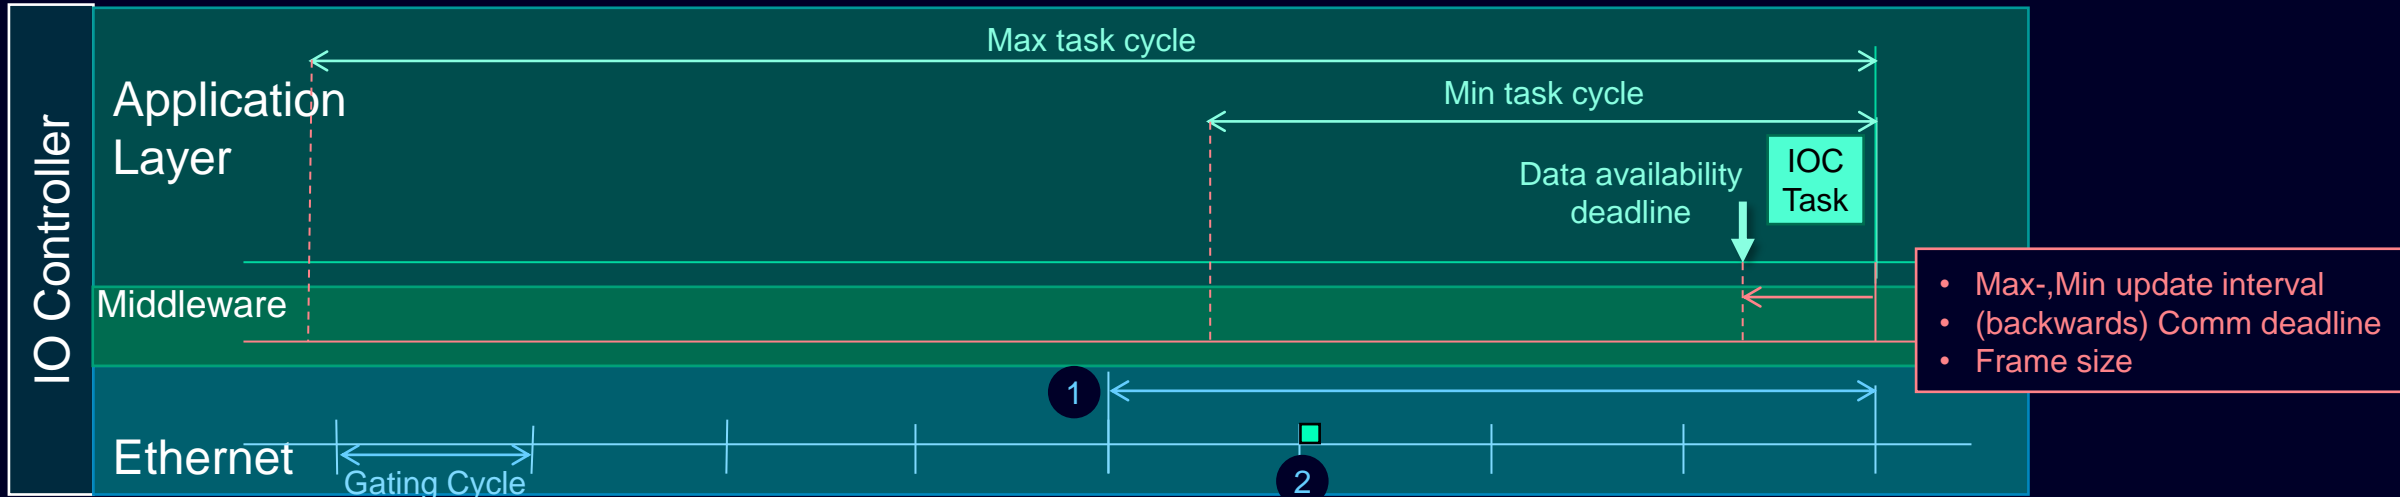 IO Controller
Max task cycle
Min task cycle
Application
Layer
IOC
Task
Data availability
deadline
Middleware
• Max-,Min update interval
• (backwards) Comm deadline
• Frame size
1
Ethernet
Gating Cycle
2